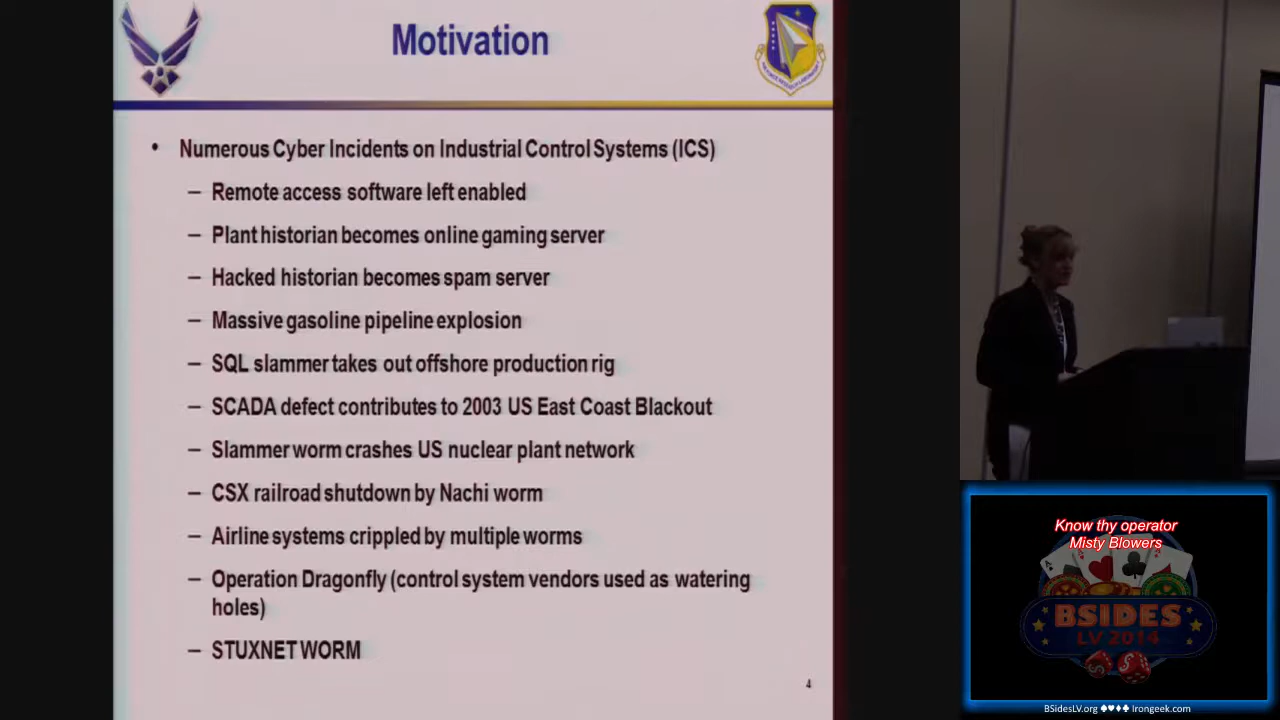 Motivation
• Numerous Cyber Incidents on Industrial Control Systems (ICS)
– Remote access software left enabled
– Plant historian becomes online gaming server
– Hacked historian becomes spam server
– Massive gasoline pipeline explosion
– SQL slammer takes out offshore production rig
– SCADA defect contributes to 2003 US East Coast Blackout
– Slammer worm crashes US nuclear plant network
– CSX railroad shutdown by Nachi worm
– Airline systems crippled by multiple worms
– Operation Dragonfly (control system vendors used as watering
holes)
– STUXNET WORM
4
Know thy operator
Misty Blowers
BSIDES
LV 2014
BSidesLV.org ♠♥♦♣ Irongeek.com